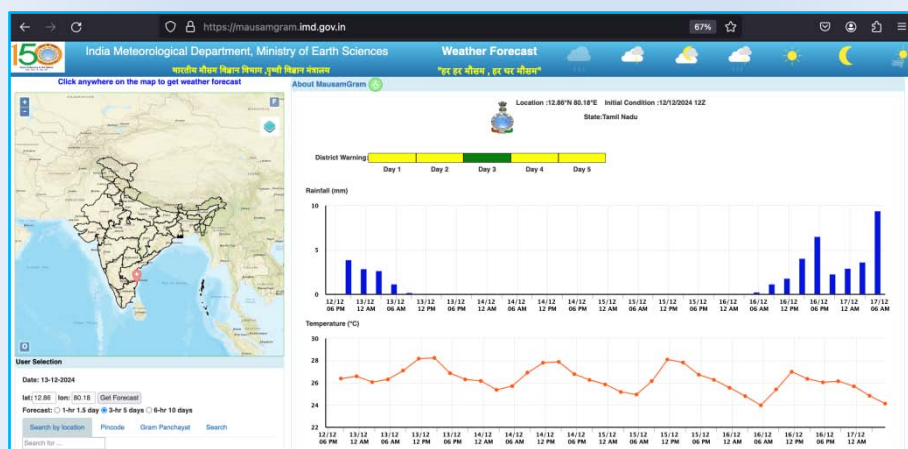 https://mausamgram.imd.gov.in
67%
150
India Meteorological Department, Ministry of Earth Sciences
Weather Forecast
भारतीय मौसम विज्ञान विभाग ,पृथ्वी विज्ञान मंत्रालय
"हर हर मौसम , हर घर मौसम"
Click anywhere on the map to get weather forecast
About MausamGram
Location :12.86°N 80.18°E Initial Condition :12/12/2024 12Z
State:Tamil Nadu
District Warning:
Day 1 Day 2 Day 3 Day 4 Day 5
Rainfall (mm)
10
5
0
12/12 13/12 13/12 13/12 13/12 14/12 14/12 14/12 14/12 15/12 15/12 15/12 15/12 16/12 16/12 16/12 16/12 17/12 17/12
06 PM 12 AM 06 AM 12 PM 06 PM 12 AM 06 AM 12 PM 06 PM 12 AM 06 AM 12 PM 06 PM 12 AM 06 AM 12 PM 06 PM 12 AM 06 AM
Temperature (°C)
30
28
26
24
22
12/12 13/12 13/12 13/12 13/12 14/12 14/12 14/12 14/12 15/12 15/12 15/12 15/12 16/12 16/12 16/12 16/12 17/12
06 PM 12 AM 06 AM 12 PM 06 PM 12 AM 06 AM 12 PM 06 PM 12 AM 06 AM 12 PM 06 PM 12 AM 06 AM 12 PM 06 PM 12 AM
User Selection
Date: 13-12-2024
lat: 12.86 lon: 80.18 Get Forecast
Forecast: 1-hr 1.5 day 3-hr 5 days 6-hr 10 days
Search by location Pincode Gram Panchayat Search
Search for ...